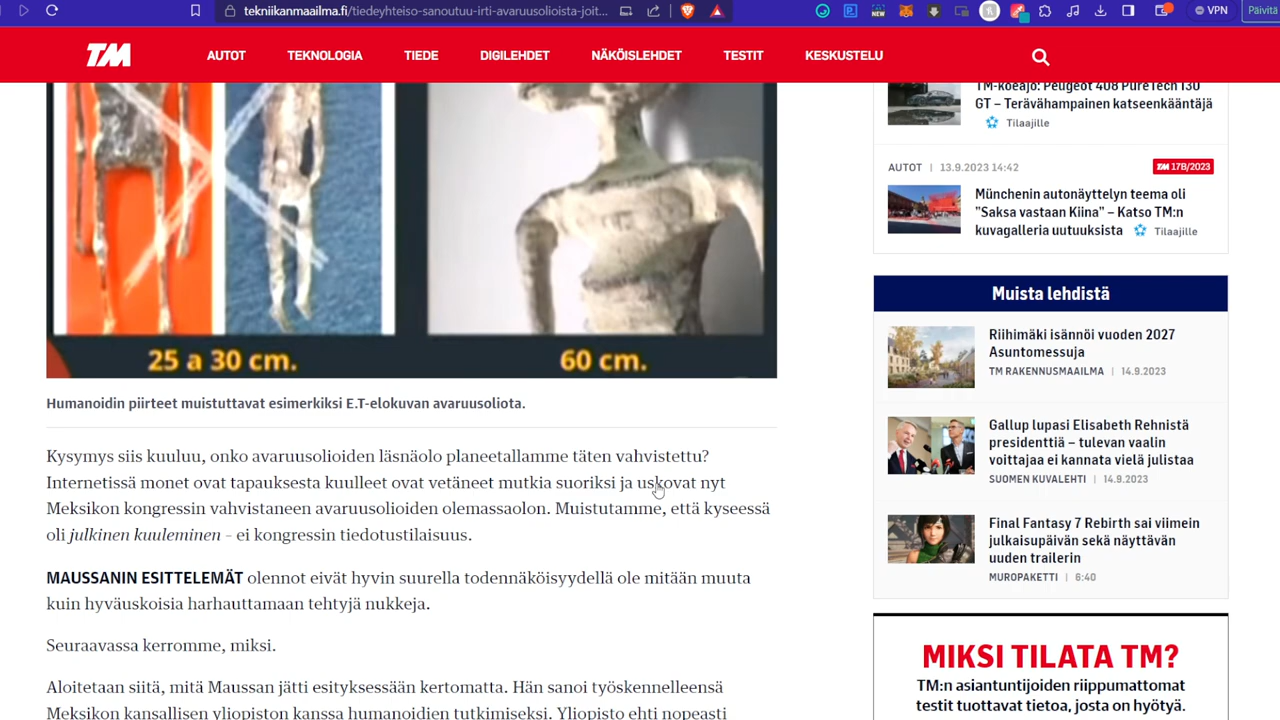 tekniikanmaailma.fi/tiedeyhteiso-sanoutuu-irti-avaruusolioista-joit...
NEW
VPN
Päivitä
TM
AUTOT
TEKNOLOGIA
TIEDE
DIGILEHDET
NÄKÖISLEHDET
TESTIT
KESKUSTELU
25 a 30 cm.
60 cm.
Humanoidin piirteet muistuttavat esimerkiksi E.T-elokuvan avaruusoliota.
Kysymys siis kuuluu, onko avaruusolioiden läsnäolo planeetallamme täten vahvistettu?
Internetissä monet ovat tapauksesta kuulleet ovat vetäneet mutkia suoriksi ja uskovat nyt
Meksikon kongressin vahvistaneen avaruusolioiden olemassaolon. Muistutamme, että kyseessä
oli julkinen kuuleminen – ei kongressin tiedotustilaisuus.
MAUSSANIN ESITTELEMÄT olennot eivät hyvin suurella todennäköisyydellä ole mitään muuta
kuin hyväuskoisia harhauttamaan tehtyjä nukkeja.
Seuraavassa kerromme, miksi.
Aloitetaan siitä, mitä Maussan jätti esityksessään kertomatta. Hän sanoi työskennelleensä
Meksikon kansallisen yliopiston kanssa humanoidien tutkimiseksi. Yliopisto ehti nopeasti
TM-koeajo: Peugeot 408 PureTech 130
GT – Terävähampainen katseenkääntäjä
Tilaajille
AUTOT | 13.9.2023 14:42
TM 17B/2023
Münchenin autonäyttelyn teema oli
"Saksa vastaan Kiina" – Katso TM:n
kuvagalleria uutuuksista Tilaajille
Muista lehdistä
Riihimäki isännöi vuoden 2027
Asuntomessuja
TM RAKENNUSMAAILMA | 14.9.2023
Gallup lupasi Elisabeth Rehnistä
presidenttiä – tulevan vaalin
voittajaa ei kannata vielä julistaa
SUOMEN KUVALEHTI | 14.9.2023
Final Fantasy 7 Rebirth sai viimein
julkaisupäivän sekä näyttävän
uuden trailerin
MUROPAKETTI | 6:40
MIKSI TILATA TM?
TM:n asiantuntijoiden riippumattomat
testit tuottavat tietoa, josta on hyötyä.